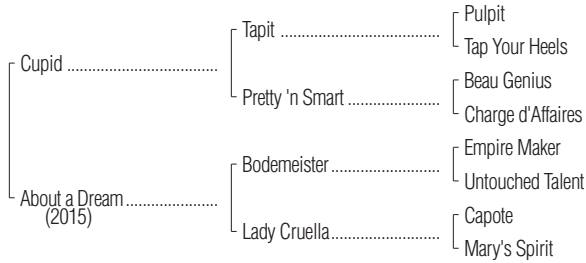 Pulpit
Tapit
Tap Your Heels
Cupid
Beau Genius
Pretty 'n Smart
Charge d'Affaires
Empire Maker
Bodemeister
Untouched Talent
About a Dream
(2015)
Capote
Lady Cruella
Mary's Spirit